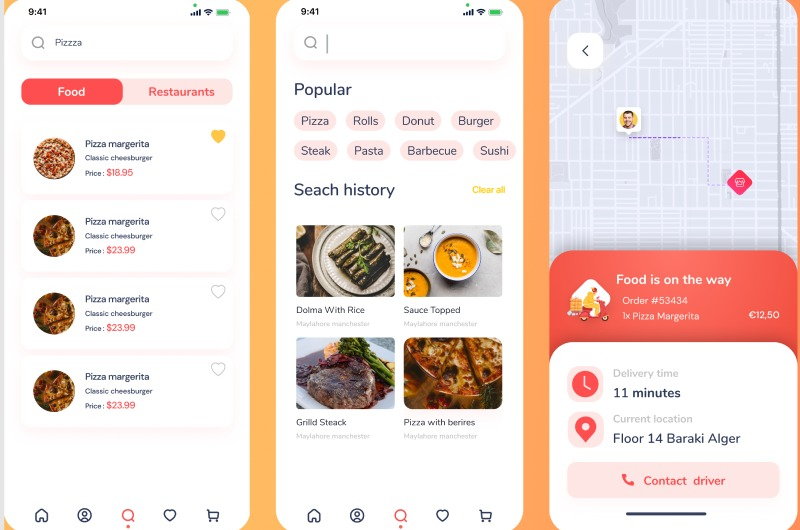 9:41
Pizzza
Food
Restaurants
Pizza margerita
Classic cheesburger
Price : $18.95
Pizza margerita
Classic cheesburger
Price : $23.99
Pizza margerita
Classic cheesburger
Price : $23.99
Pizza margerita
Classic cheesburger
Price : $23.99
9:41
Popular
Pizza
Rolls
Donut
Burger
Steak
Pasta
Barbecue
Sushi
Seach history
Clear all
Dolma With Rice
Maylahore manchester
Sauce Topped
Maylahore manchester
Grilld Steack
Maylahore manchester
Pizza with berires
Maylahore manchester
Food is on the way
Order #53434
1x Pizza Margerita
€12,50
Delivery time
11 minutes
Current location
Floor 14 Baraki Alger
Contact driver